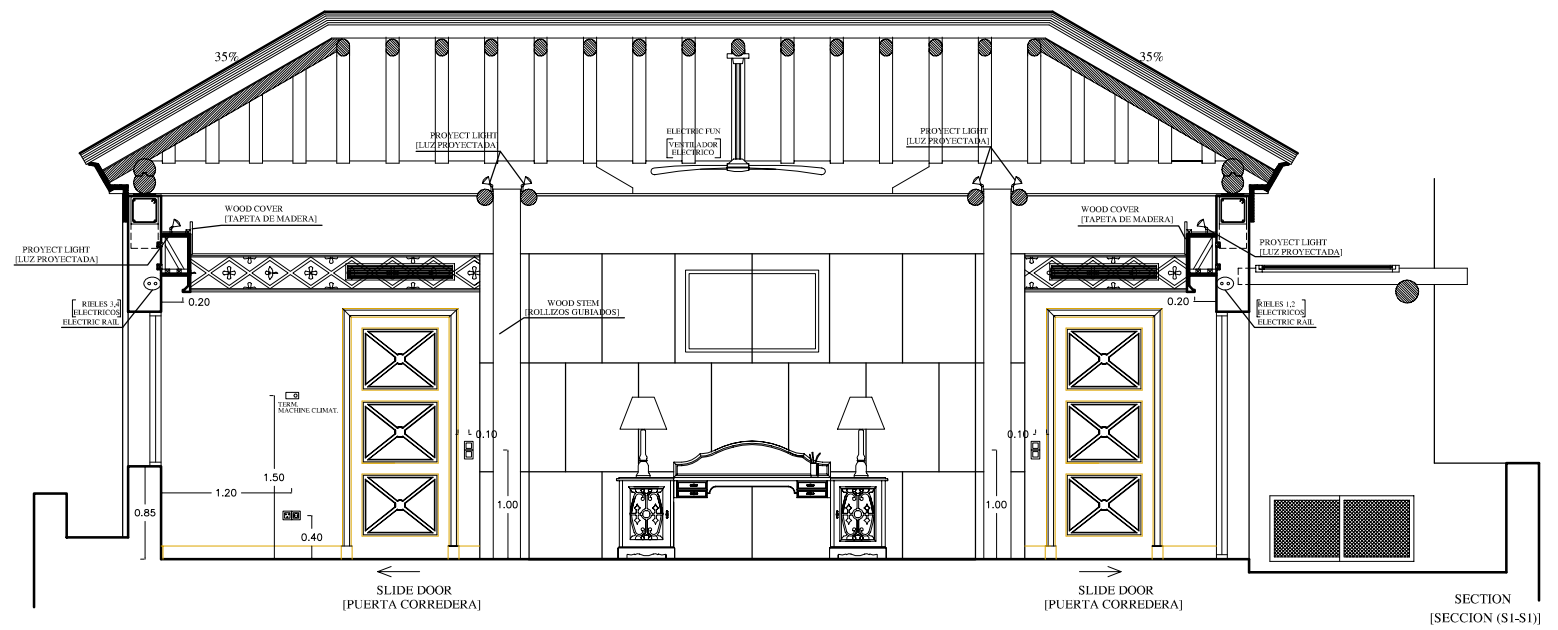 35%
35%
PROYECT LIGHT
[LUZ PROYECTADA]
ELECTRIC FUN
[VENTILADOR
ELECTRICO]
PROYECT LIGHT
[LUZ PROYECTADA]
WOOD COVER
[TAPETA DE MADERA]
WOOD COVER
[TAPETA DE MADERA]
PROYECT LIGHT
[LUZ PROYECTADA]
PROYECT LIGHT
[LUZ PROYECTADA]
0.20
[RIELES 3,4
ELECTRICOS]
ELECTRIC RAIL
WOOD STEM
[ROLLIZOS GUBIADOS]
0.20
[RIELES 1,2
ELECTRICOS]
ELECTRIC RAIL
TERM.
MACHINE CLIMAT.
0.10
0.10
1.50
1.20
1.00
1.00
0.85
0.40
SLIDE DOOR
[PUERTA CORREDERA]
SLIDE DOOR
[PUERTA CORREDERA]
SECTION
[SECCION (S1-S1)]